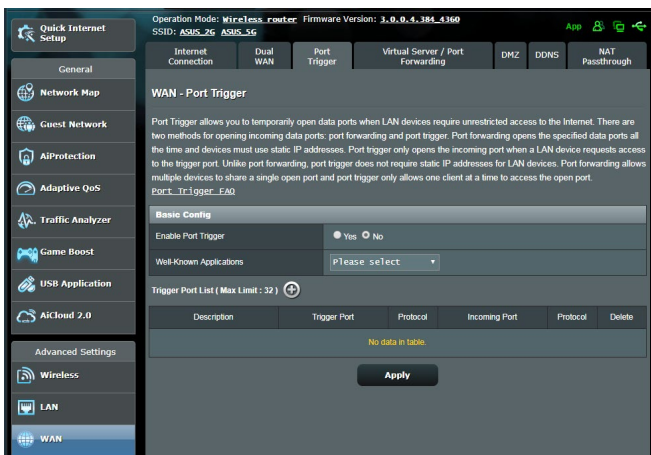 Quick Internet
Setup
Operation Mode: Wireless router Firmware Version: 3.0.0.4.384_4360
SSID: ASUS_2G ASUS_5G
App
General
Network Map
Guest Network
AiProtection
Adaptive QoS
Traffic Analyzer
Game Boost
USB Application
AiCloud 2.0
Advanced Settings
Wireless
LAN
WAN
Internet
Connection
Dual
WAN
Port
Trigger
Virtual Server / Port
Forwarding
DMZ
DDNS
NAT
Passthrough
WAN - Port Trigger
Port Trigger allows you to temporarily open data ports when LAN devices require unrestricted access to the Internet. There are
two methods for opening incoming data ports: port forwarding and port trigger. Port forwarding opens the specified data ports all
the time and devices must use static IP addresses. Port trigger only opens the incoming port when a LAN device requests access
to the trigger port. Unlike port forwarding, port trigger does not require static IP addresses for LAN devices. Port forwarding allows
multiple devices to share a single open port and port trigger only allows one client at a time to access the open port.
Port Trigger FAQ
Basic Config
Enable Port Trigger Yes No
Well-Known Applications Please select
Trigger Port List ( Max Limit : 32 )
Description Trigger Port Protocol Incoming Port Protocol Delete
No data in table.
Apply